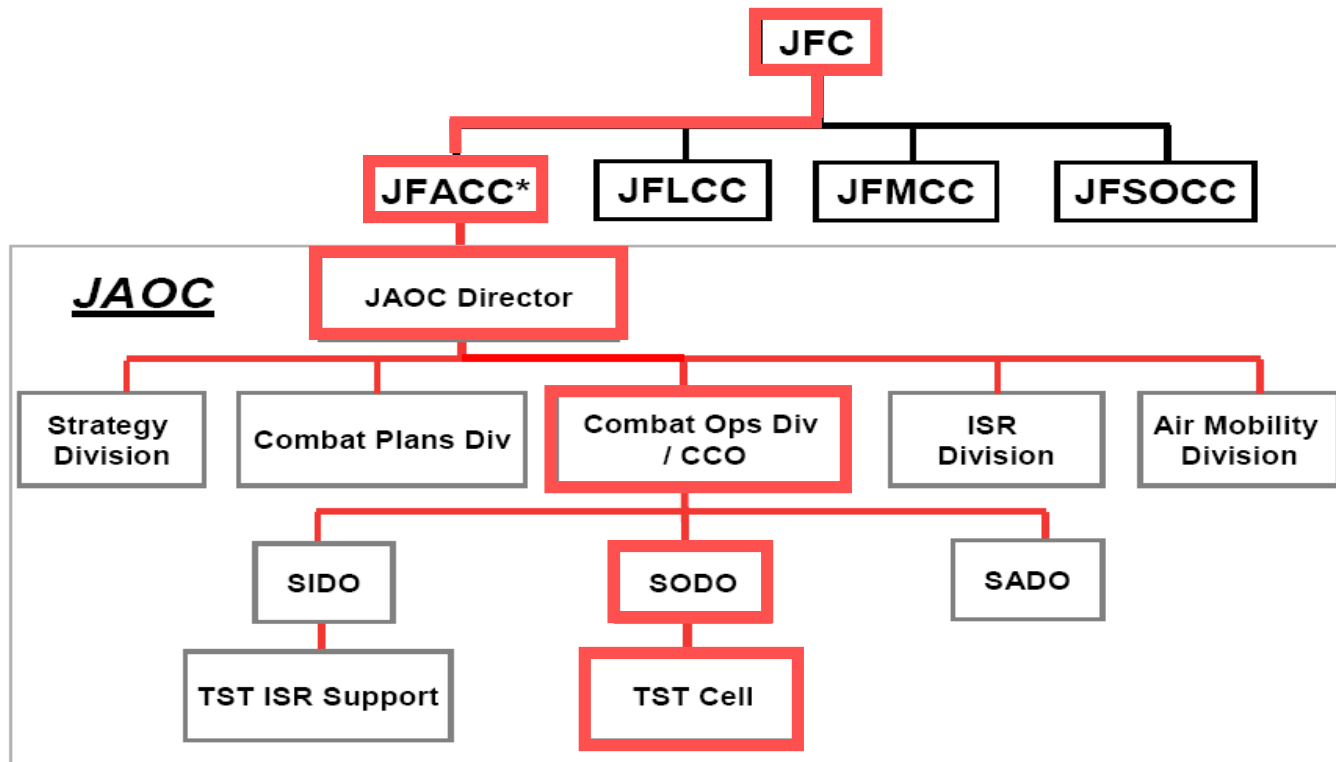 JFC
JFACC*
JFLCC
JFMCC
JFSOCC
JAOC
JAOC Director
Strategy
Division
Combat Plans Div
Combat Ops Div
/ CCO
ISR
Division
Air Mobility
Division
SIDO
SODO
SADO
TST ISR Support
TST Cell